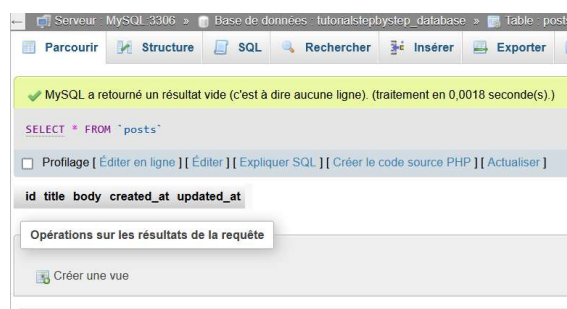 Serveur : MySQL:3306 » Base de données : tutonalstepbystep_database » Table : posts
Parcourir Structure SQL Rechercher Insérer Exporter
MySQL a retourné un résultat vide (c'est à dire aucune ligne). (traitement en 0,0018 seconde(s).)
SELECT * FROM `posts`
Profilage [ Éditer en ligne ] [ Éditer ] [ Expliquer SQL ] [ Créer le code source PHP ] [ Actualiser ]
id title body created_at updated_at
Opérations sur les résultats de la requête
Créer une vue